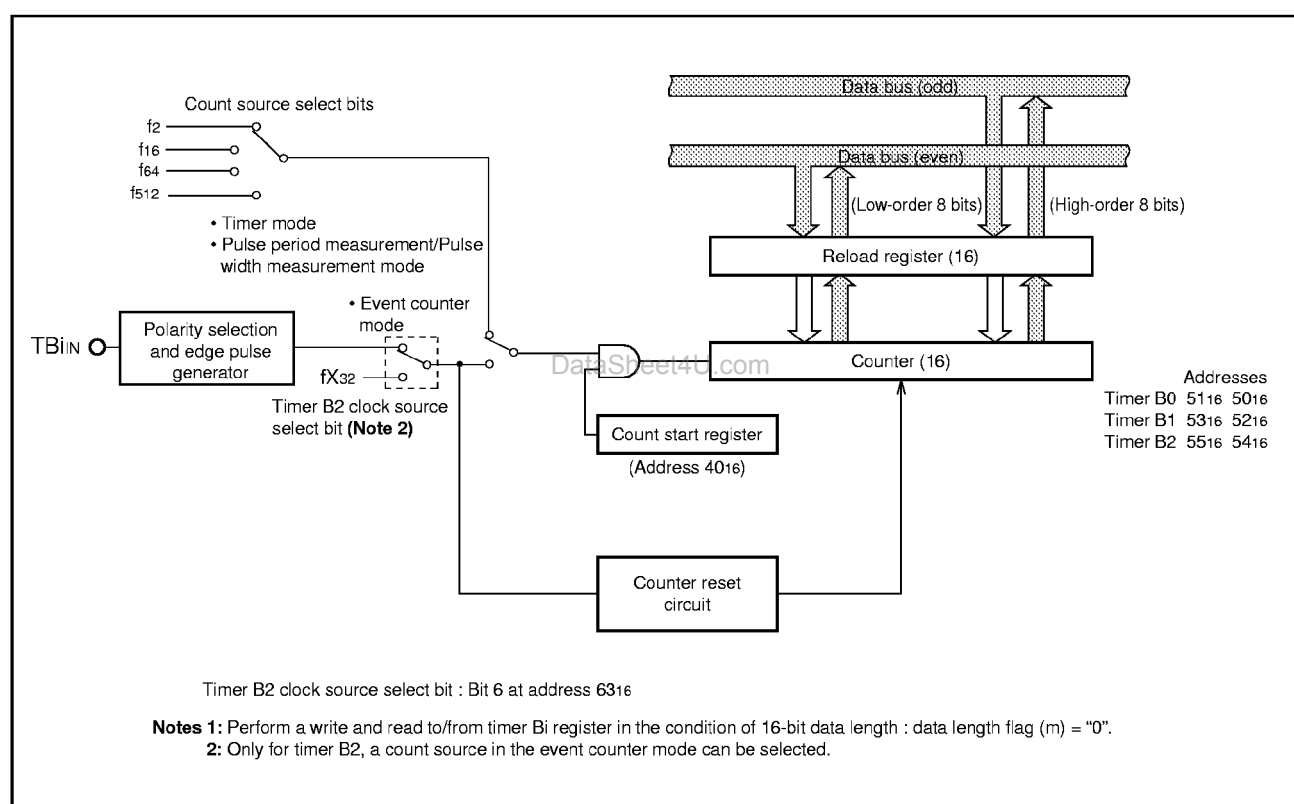 Data bus (odd)
Count source select bits
f2
f16
f64
f512
Data bus (even)
(Low-order 8 bits)
(High-order 8 bits)
• Timer mode
• Pulse period measurement/Pulse
width measurement mode
Reload register (16)
• Event counter
mode
TBiIN
Polarity selection
and edge pulse
generator
fX32
Timer B2 clock source
select bit (Note 2)
DataSheet4U.com
Counter (16)
Count start register
(Address 4016)
Addresses
Timer B0 5116 5016
Timer B1 5316 5216
Timer B2 5516 5416
Counter reset
circuit
Timer B2 clock source select bit : Bit 6 at address 6316
Notes 1: Perform a write and read to/from timer Bi register in the condition of 16-bit data length : data length flag (m) = “0”.
2: Only for timer B2, a count source in the event counter mode can be selected.